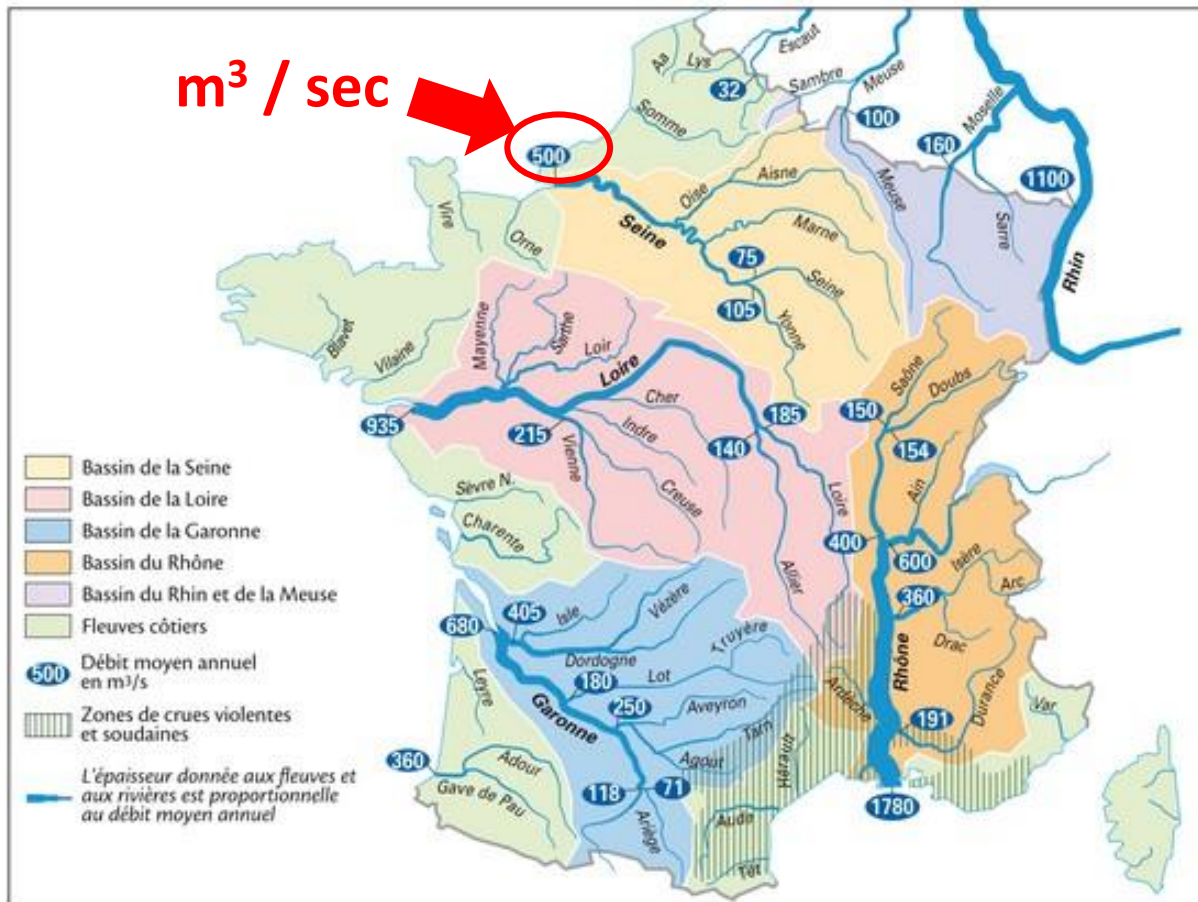 m³ / sec
Aa
Lys
Escaut
32
Sambre
Meuse
Somme
100
Moselle
160
500
Oise
Aisne
Meuse
1100
Vire
Orne
Seine
Marne
Sarre
Rhin
75
Seine
105
Yonne
Blavet
Vilaine
Mayenne
Sarthe
Loir
Loire
Saône
Doubs
Cher
935
215
Indre
185
150
140
154
Vienne
Creuse
Loire
Ain
Sèvre N.
Charente
400
600
Isère
Arc
Allier
360
Drac
405
Isle
Vézère
680
Truyère
Dordogne
Lot
180
Rhône
Durance
Leyre
Garonne
250
Aveyron
Ardèche
191
Var
Tarn
Agout
Hérault
360
Adour
Gave de Pau
118
71
1780
Ariège
Aude
Têt
Bassin de la Seine
Bassin de la Loire
Bassin de la Garonne
Bassin du Rhône
Bassin du Rhin et de la Meuse
Fleuves côtiers
500 Débit moyen annuel
en m³/s
Zones de crues violentes
et soudaines
L'épaisseur donnée aux fleuves et
aux rivières est proportionnelle
au débit moyen annuel